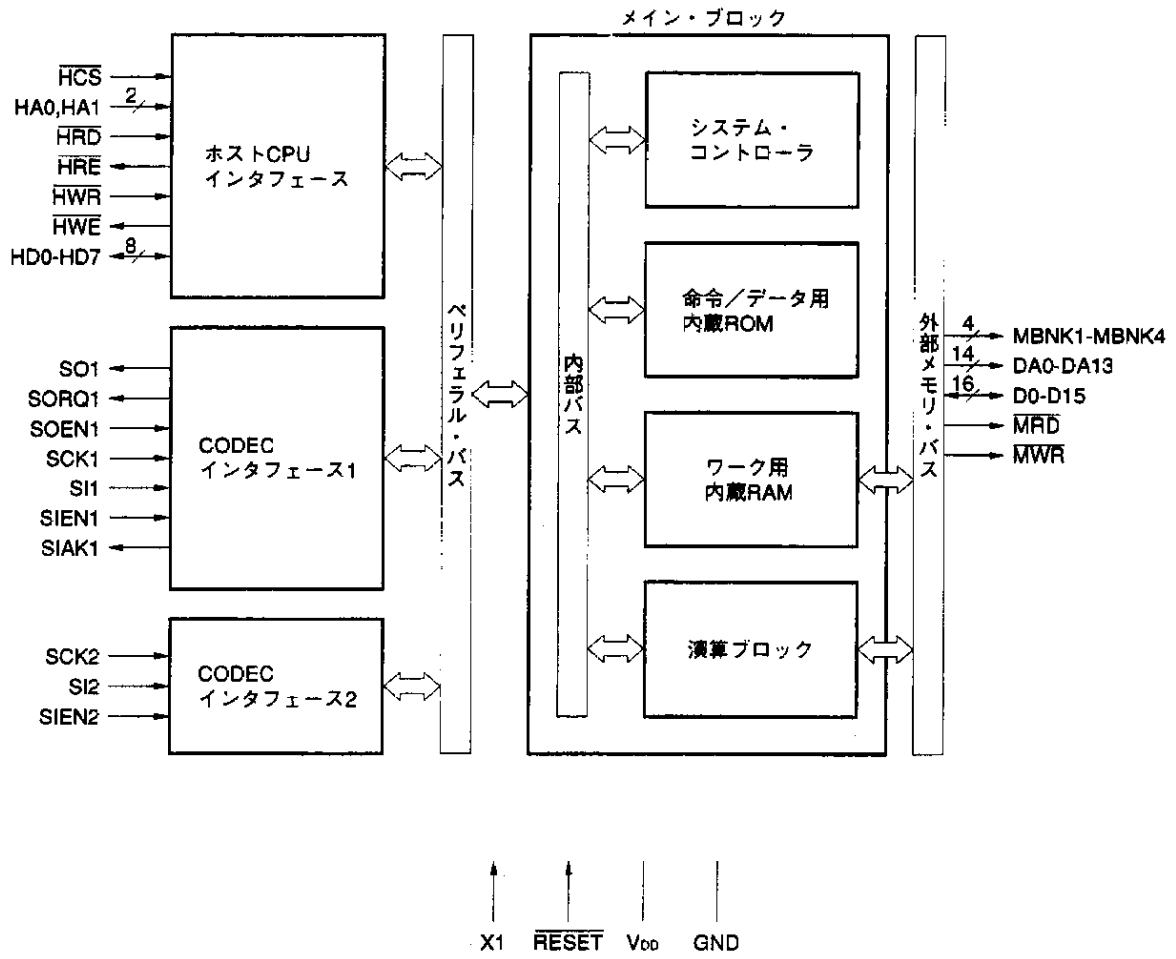 メイン・ブロック
HCS
HA0,HA1
2
HRD
HRE
HWR
HWE
HD0-HD7
8
ホストCPU
インタフェース
SO1
SORQ1
SOEN1
SCK1
SI1
SIEN1
SIAK1
CODEC
インタフェース1
SCK2
SI2
SIEN2
CODEC
インタフェース2
ペリフェラル・バス
内部バス
システム・
コントローラ
命令/データ用
内蔵ROM
ワーク用
内蔵RAM
演算ブロック
外部メモリ・バス
4
MBNK1-MBNK4
14
DA0-DA13
16
D0-D15
MRD
MWR
X1
RESET
VDD
GND